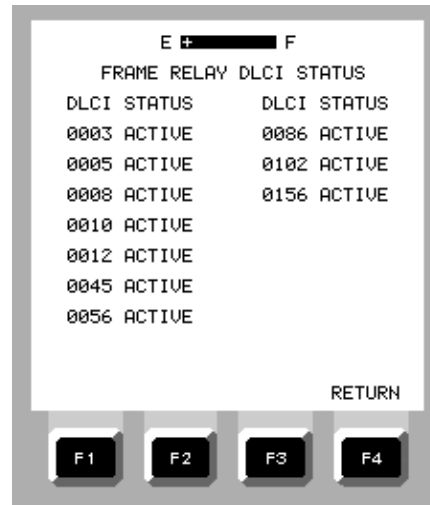 E + F
FRAME RELAY DLCI STATUS
DLCI STATUS DLCI STATUS
0003 ACTIVE 0086 ACTIVE
0005 ACTIVE 0102 ACTIVE
0008 ACTIVE 0156 ACTIVE
0010 ACTIVE
0012 ACTIVE
0045 ACTIVE
0056 ACTIVE
RETURN
F1 F2 F3 F4